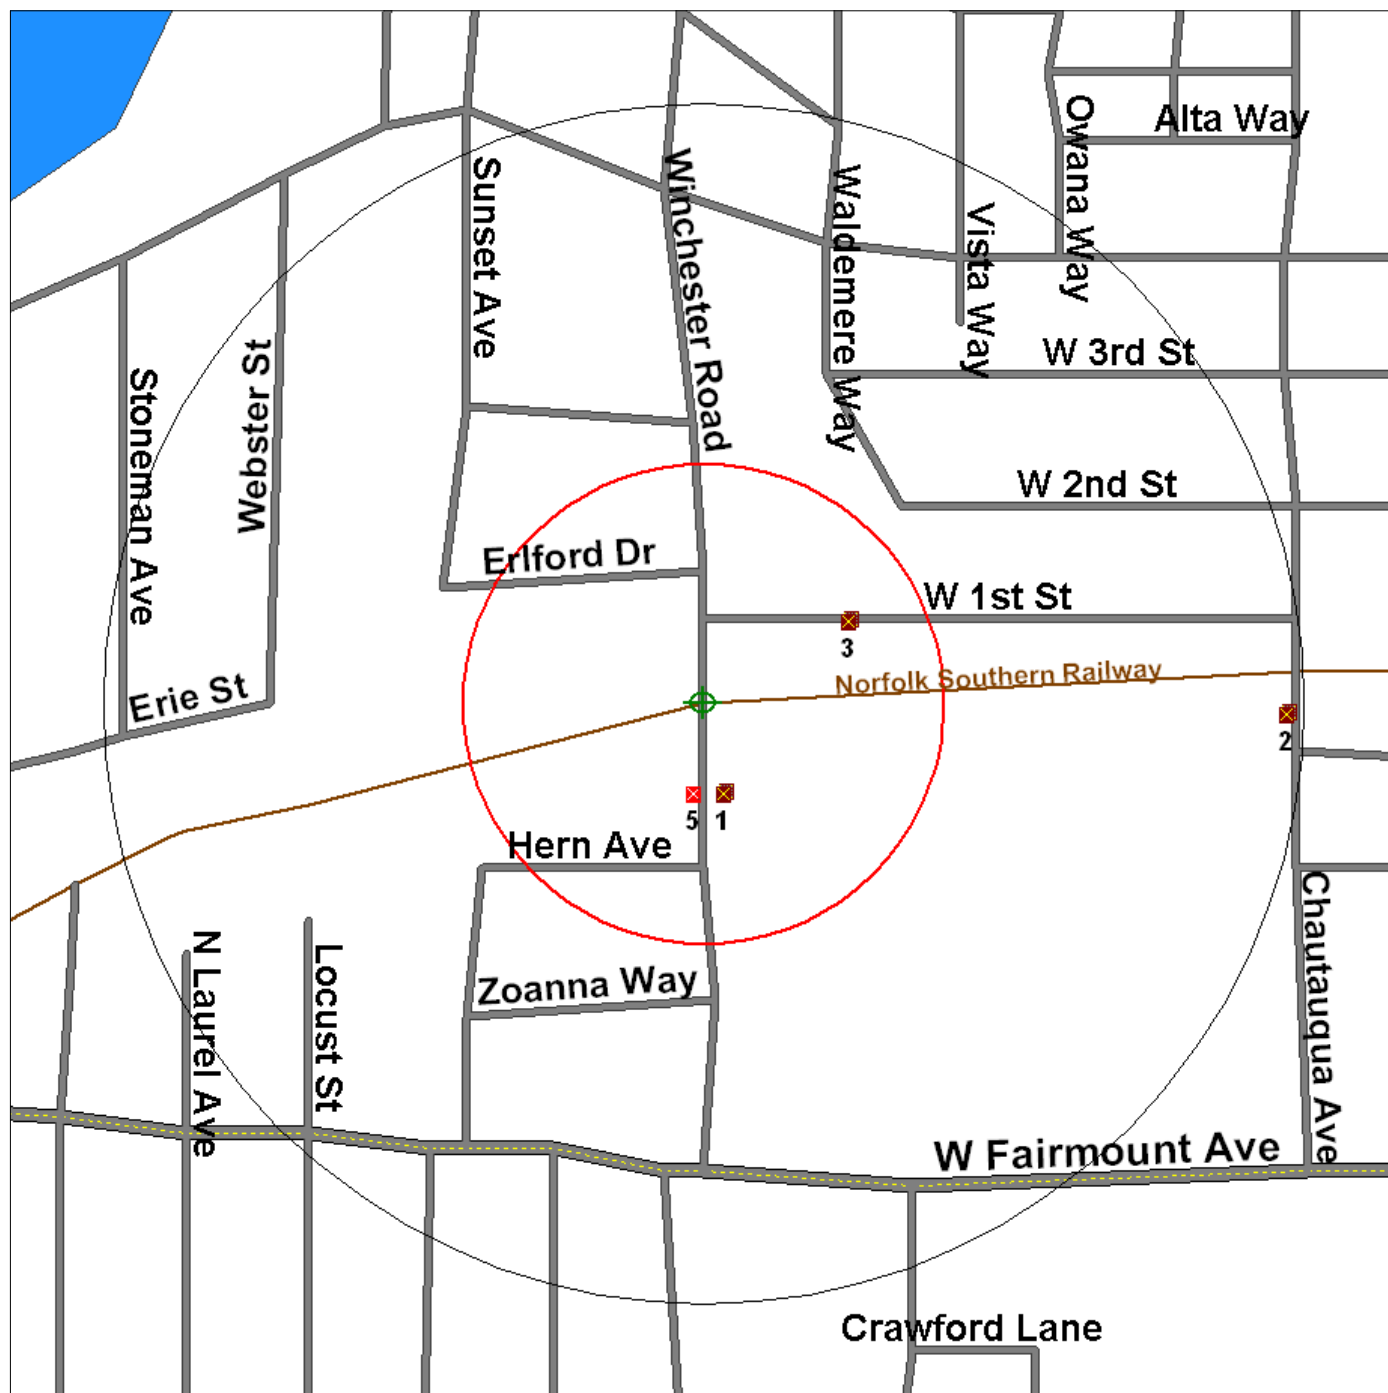 Alta Way
Owana Way
Sunset Ave
Winchester Road
Waldemere Way
Vista Way
W 3rd St
Webster St
Stoneman Ave
W 2nd St
Erlford Dr
W 1st St
3
Norfolk Southern Railway
Erie St
2
5
1
Hern Ave
Chautauqua Ave
N Laurel Ave
Locust St
Zoanna Way
W Fairmount Ave
Crawford Lane